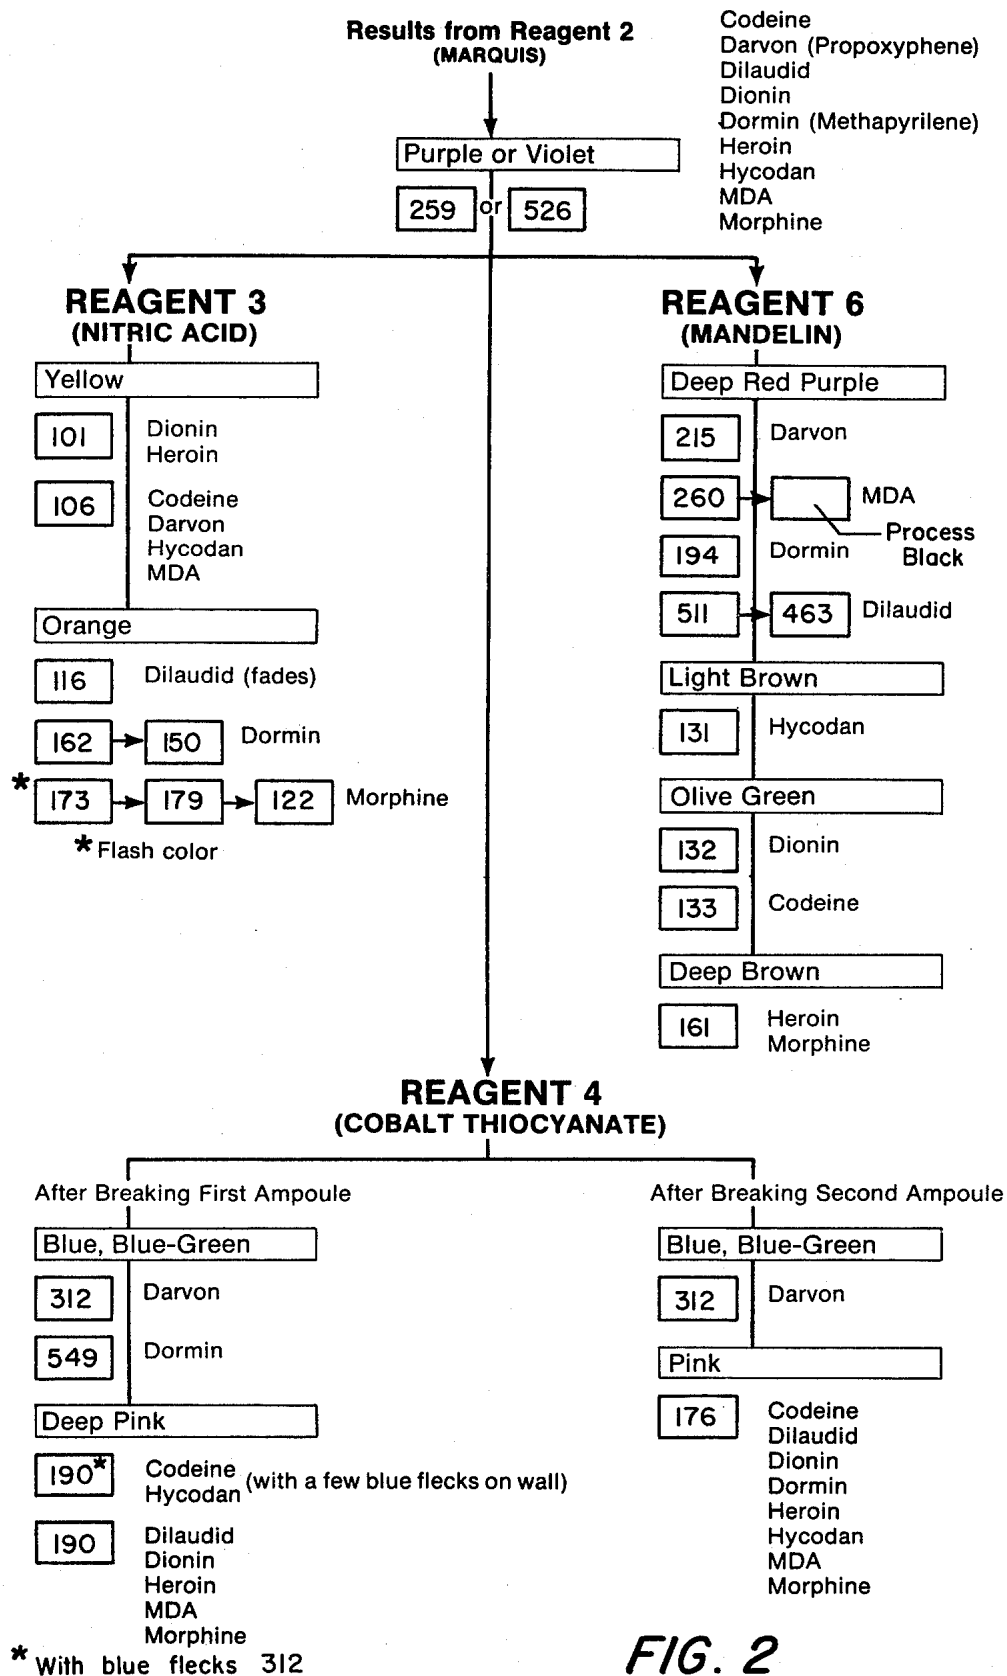 Results from Reagent 2
(MARQUIS)
Codeine
Darvon (Propoxyphene)
Dilaudid
Dionin
Dormin (Methapyrilene)
Heroin
Hycodan
MDA
Morphine
Purple or Violet
259 or 526
REAGENT 3
(NITRIC ACID)
Yellow
101 Dionin
Heroin
106 Codeine
Darvon
Hycodan
MDA
Orange
116 Dilaudid (fades)
162 150 Dormin
* 173 179 122 Morphine
* Flash color
REAGENT 6
(MANDELIN)
Deep Red Purple
215 Darvon
260 MDA
Process
Black
194 Dormin
511 463 Dilaudid
Light Brown
131 Hycodan
Olive Green
132 Dionin
133 Codeine
Deep Brown
161 Heroin
Morphine
REAGENT 4
(COBALT THIOCYANATE)
After Breaking First Ampoule
Blue, Blue-Green
312 Darvon
549 Dormin
Deep Pink
190* Codeine
Hycodan (with a few blue flecks on wall)
190 Dilaudid
Dionin
Heroin
MDA
Morphine
* With blue flecks 312
After Breaking Second Ampoule
Blue, Blue-Green
312 Darvon
Pink
176 Codeine
Dilaudid
Dionin
Dormin
Heroin
Hycodan
MDA
Morphine
FIG. 2